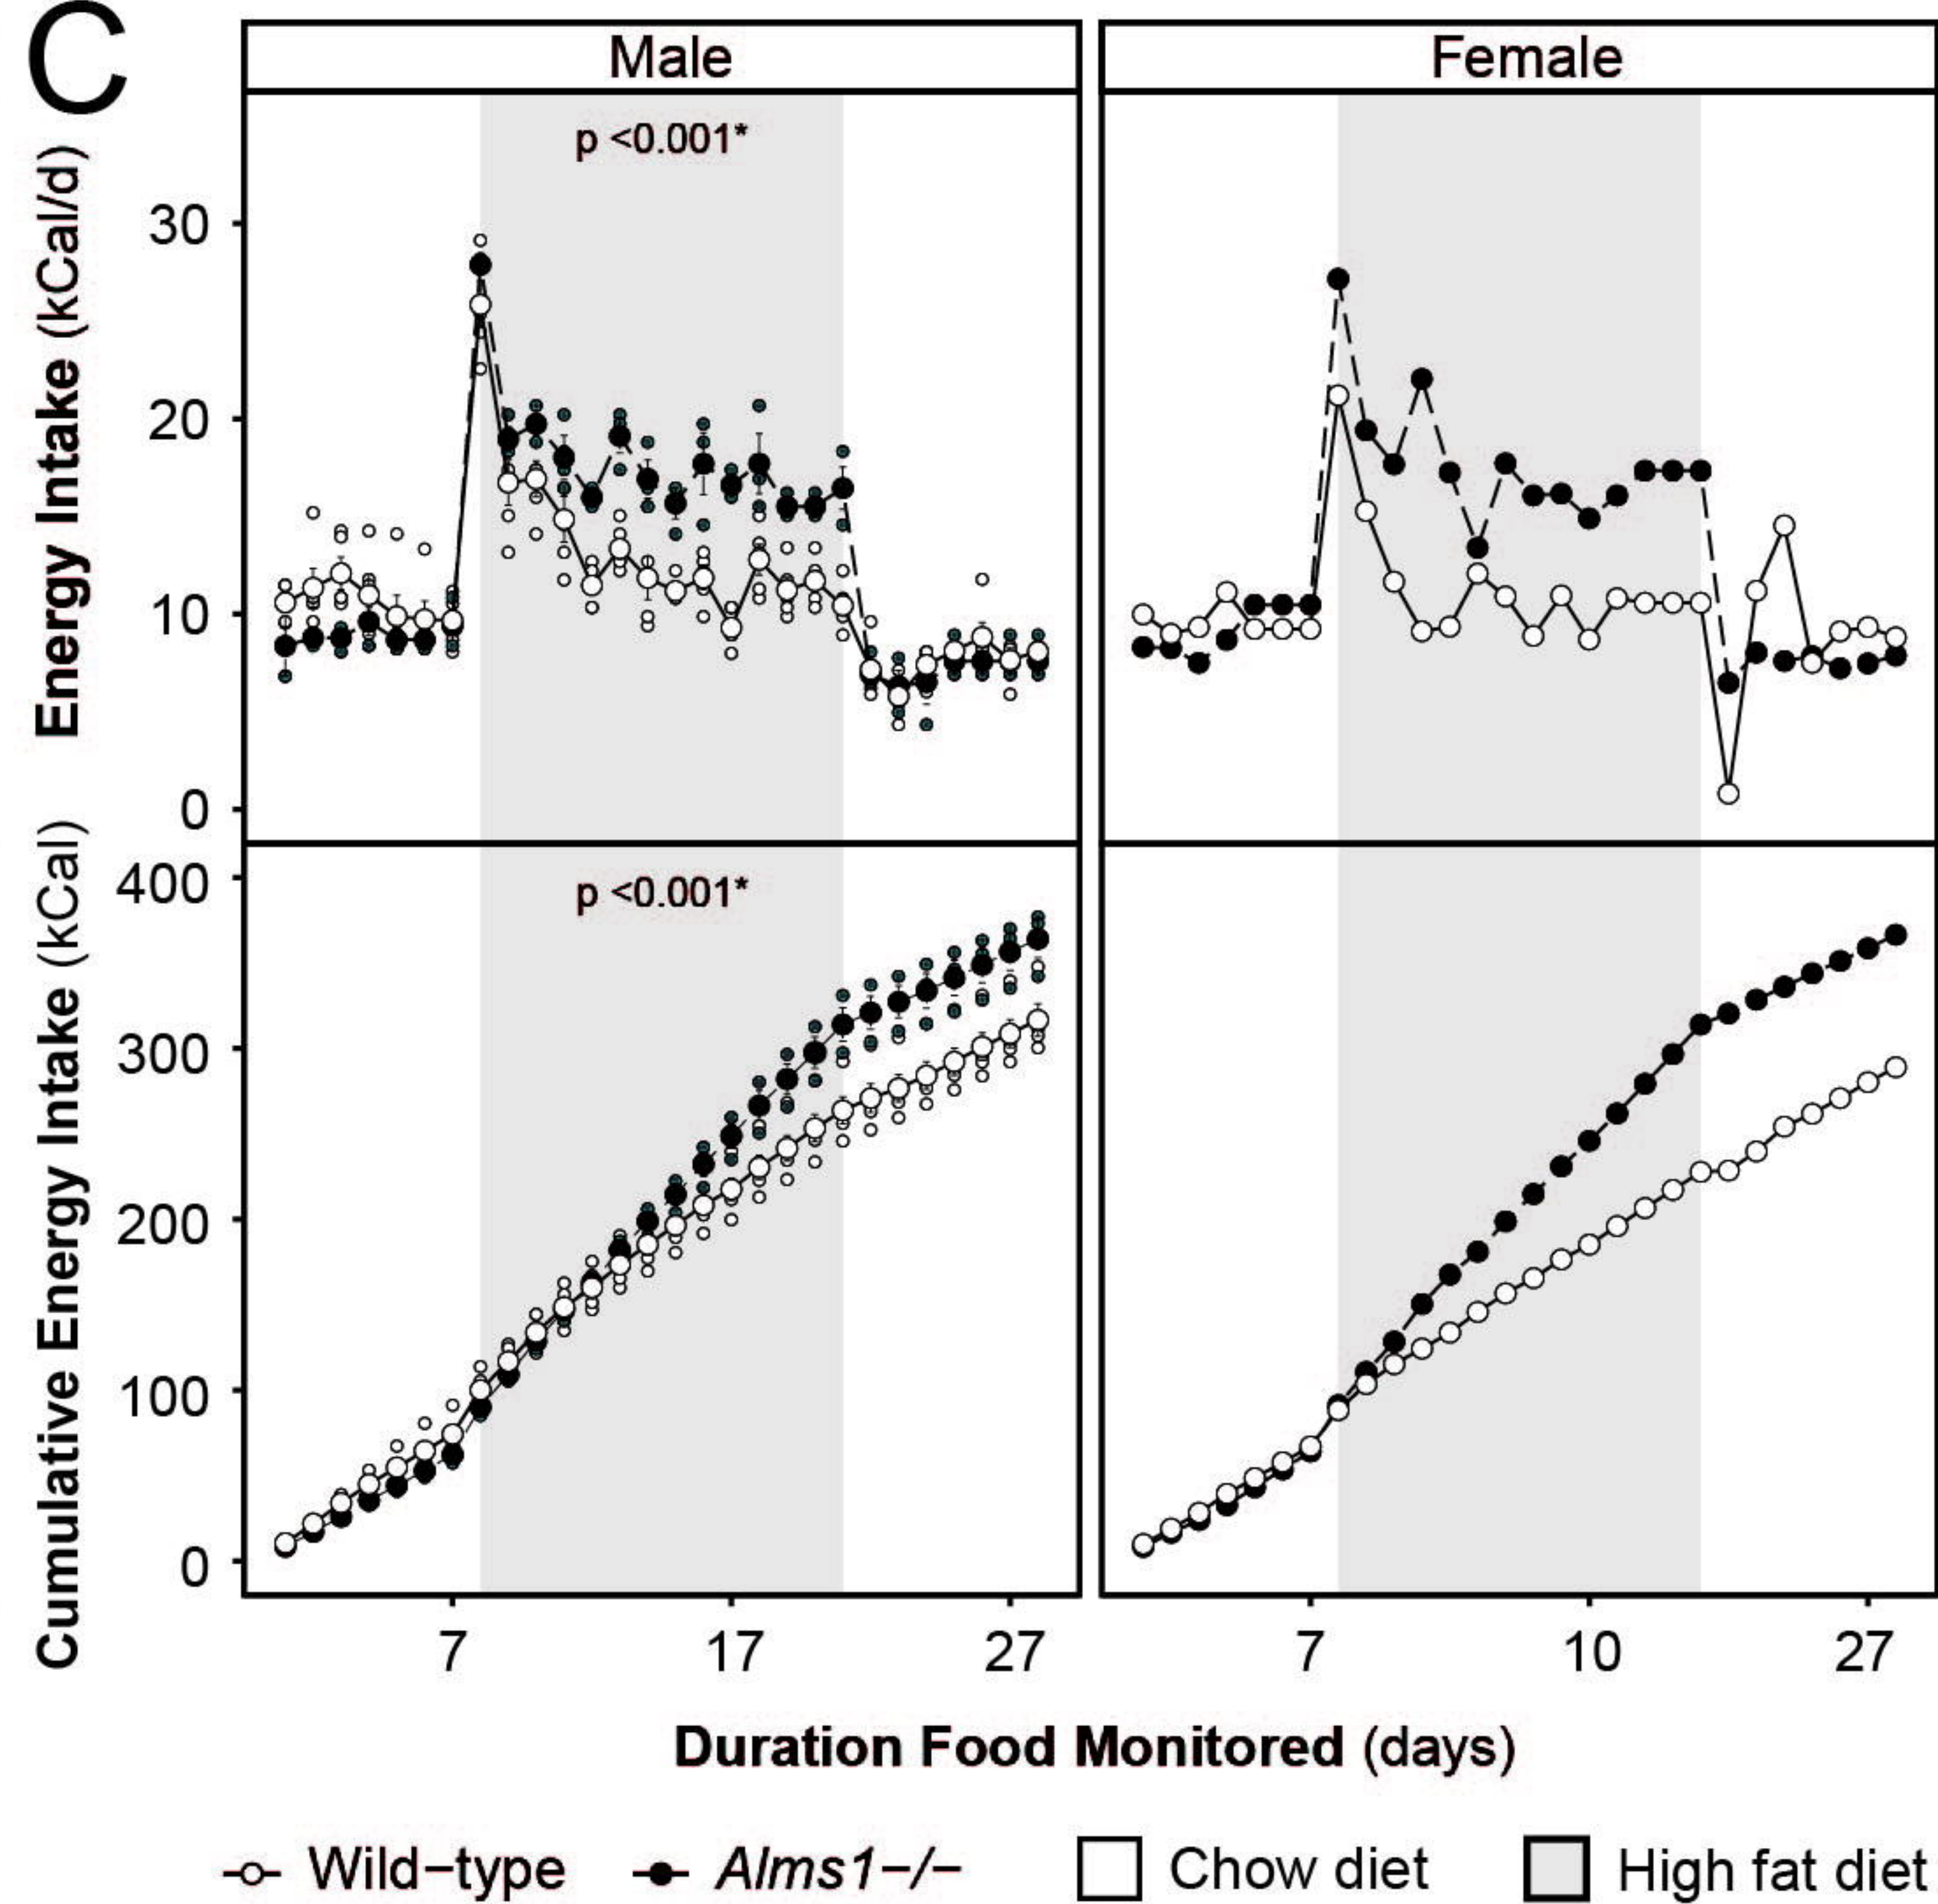 C
Male
Female
Energy Intake (kCal/d)
p <0.001*
30
20
10
0
Cumulative Energy Intake (kCal)
p <0.001*
400
300
200
100
0
7
17
27
7
10
27
Duration Food Monitored (days)
Wild−type
Alms1−/−
Chow diet
High fat diet